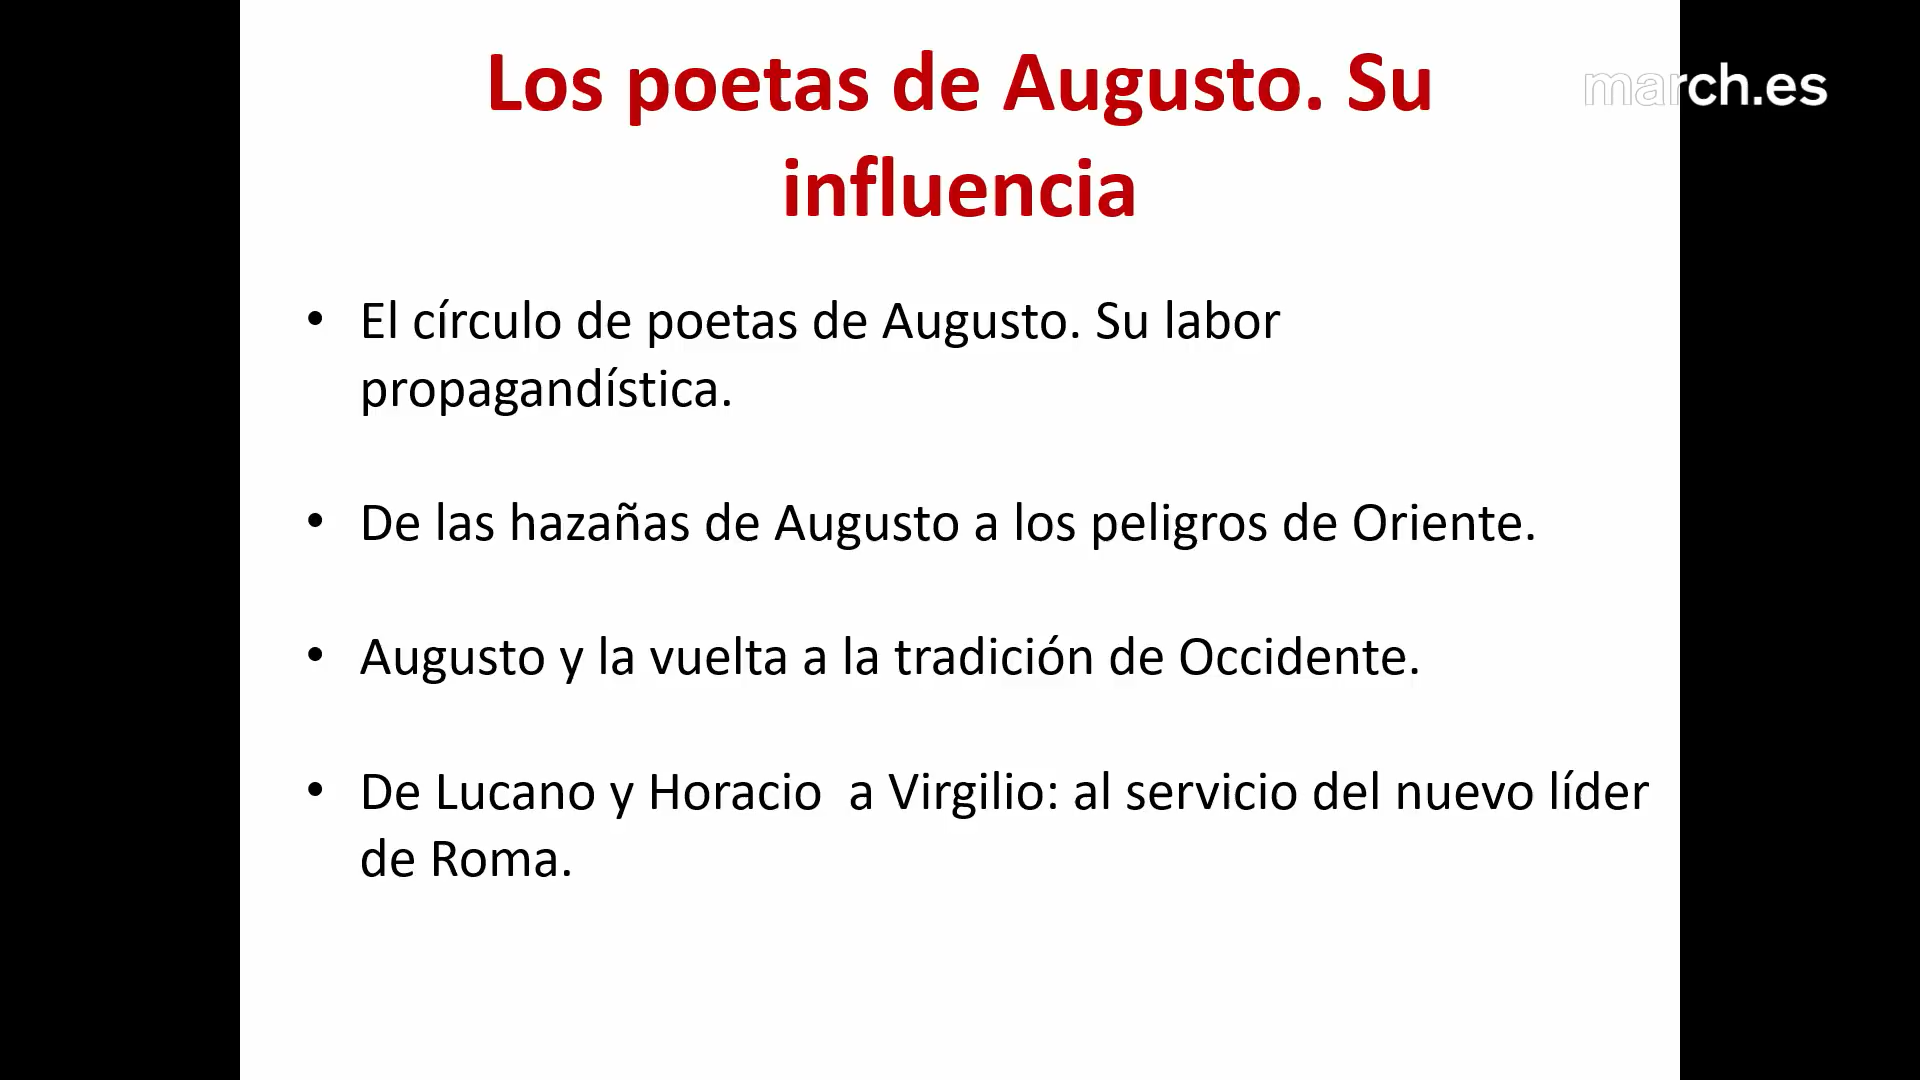 Los poetas de Augusto. Su
influencia
march.es
• El círculo de poetas de Augusto. Su labor
propagandística.
• De las hazañas de Augusto a los peligros de Oriente.
• Augusto y la vuelta a la tradición de Occidente.
• De Lucano y Horacio  a Virgilio: al servicio del nuevo líder
de Roma.